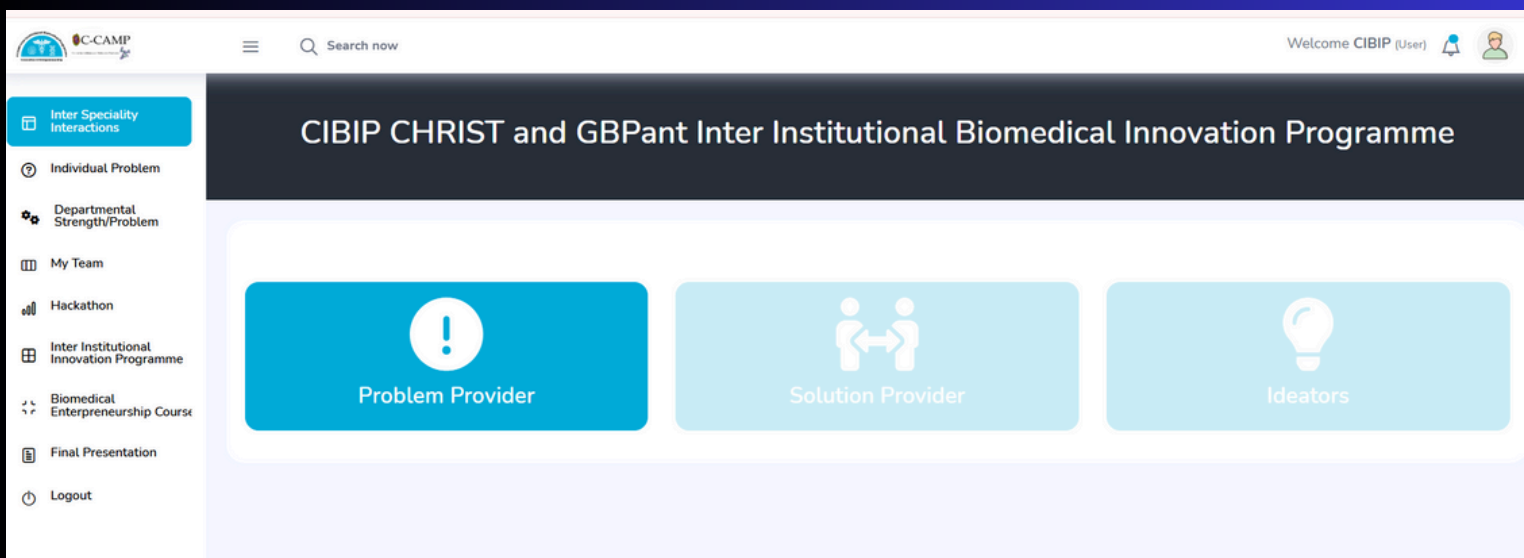 C-CAMP
Search now
Welcome CIBIP (User)
Inter Speciality
Interactions
Individual Problem
Departmental
Strength/Problem
My Team
Hackathon
Inter Institutional
Innovation Programme
Biomedical
Enterpreneurship Course
Final Presentation
Logout
CIBIP CHRIST and GBPant Inter Institutional Biomedical Innovation Programme
Problem Provider
Solution Provider
Ideators